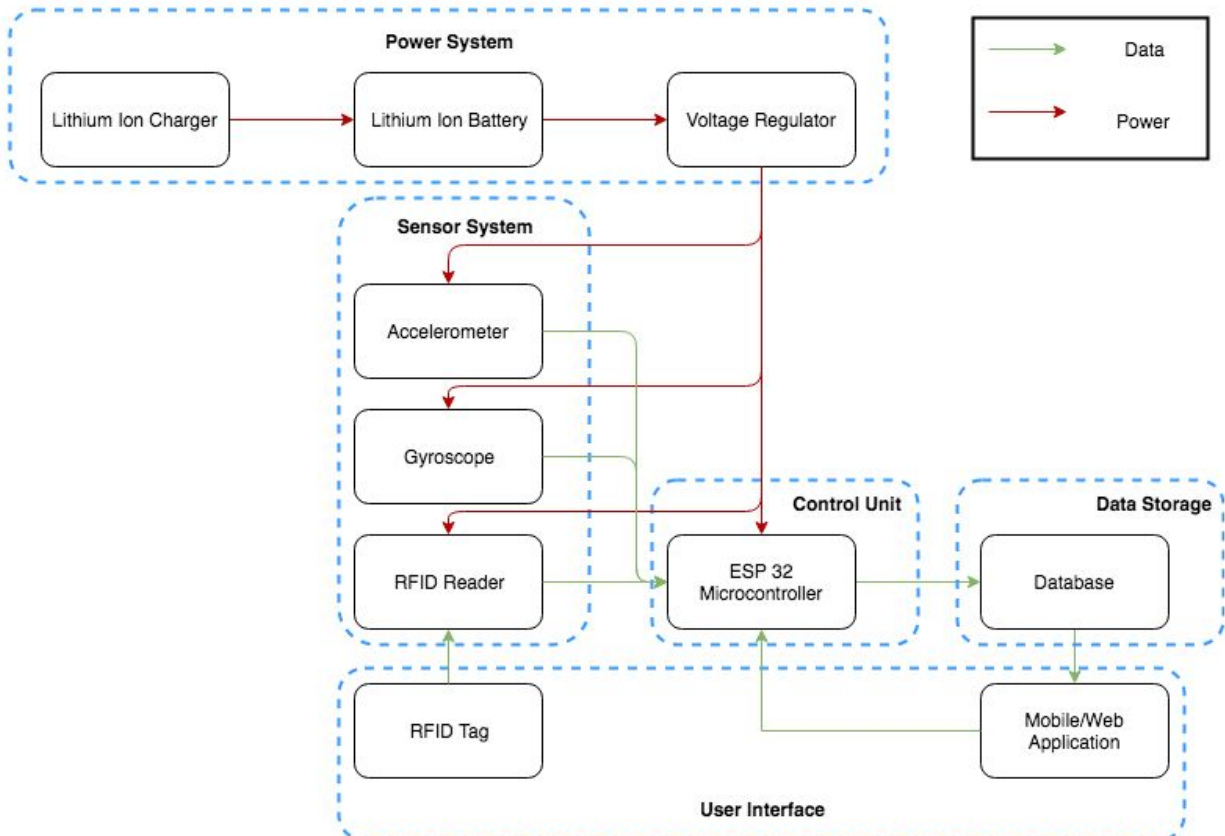 Power System
Data
Power
Lithium Ion Charger
Lithium Ion Battery
Voltage Regulator
Sensor System
Accelerometer
Gyroscope
RFID Reader
Control Unit
ESP 32
Microcontroller
Data Storage
Database
RFID Tag
Mobile/Web
Application
User Interface